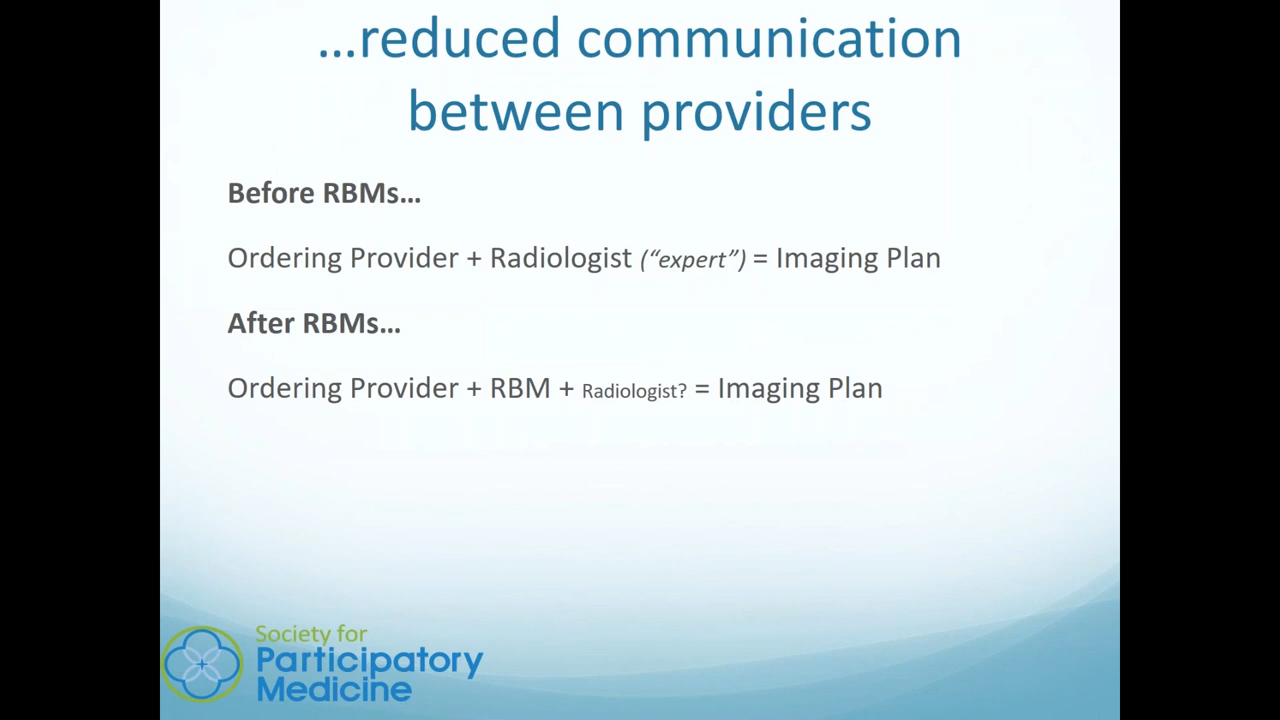 …reduced communication
between providers
Before RBMs…
Ordering Provider + Radiologist (“expert”) = Imaging Plan
After RBMs…
Ordering Provider + RBM + Radiologist? = Imaging Plan
Society for
Participatory
Medicine